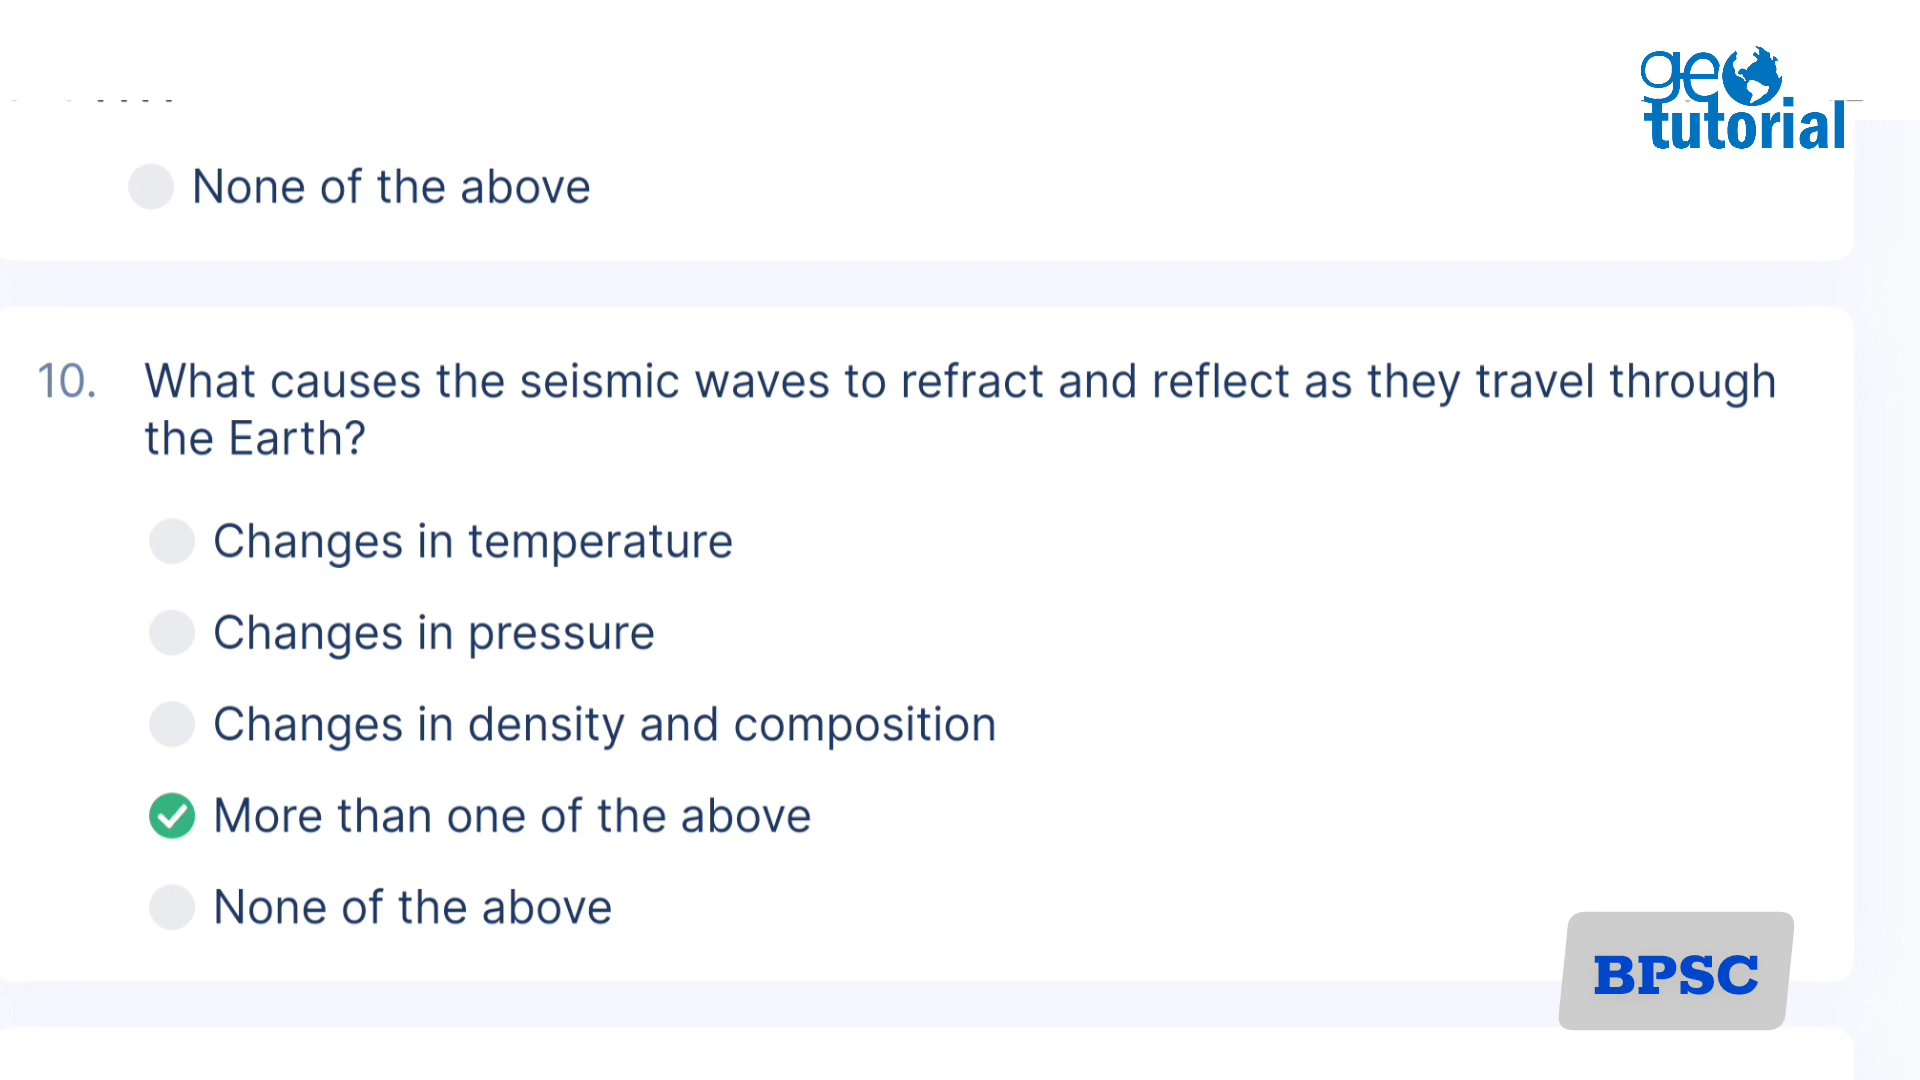 geo
tutorial
None of the above
10. What causes the seismic waves to refract and reflect as they travel through
the Earth?
Changes in temperature
Changes in pressure
Changes in density and composition
More than one of the above
None of the above
BPSC